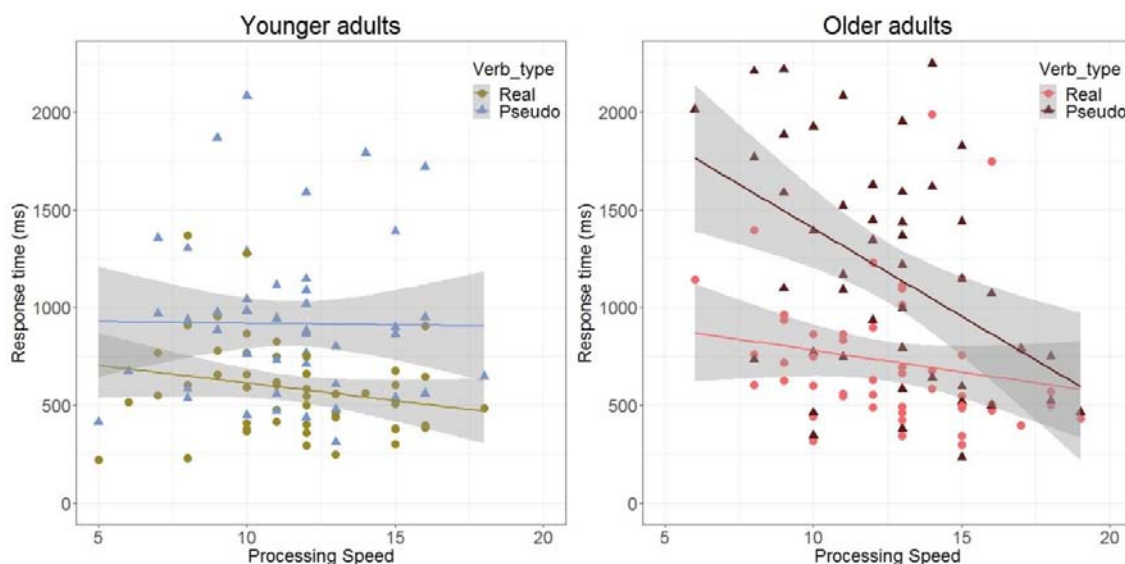 Younger adults
Older adults
Verb_type
Real
Pseudo
Verb_type
Real
Pseudo
Response time (ms)
2000
1500
1000
500
0
5
10
15
20
Processing Speed
Response time (ms)
2000
1500
1000
500
0
5
10
15
20
Processing Speed